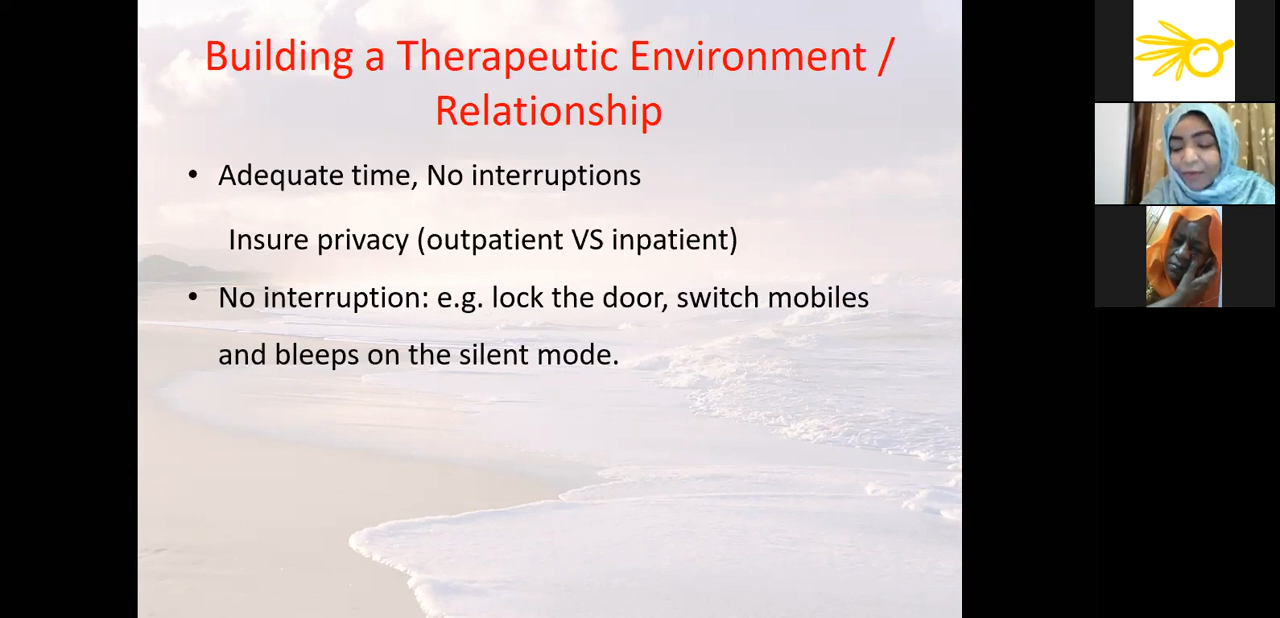 Building a Therapeutic Environment /
Relationship
• Adequate time, No interruptions
Insure privacy (outpatient VS inpatient)
• No interruption: e.g. lock the door, switch mobiles
and bleeps on the silent mode.